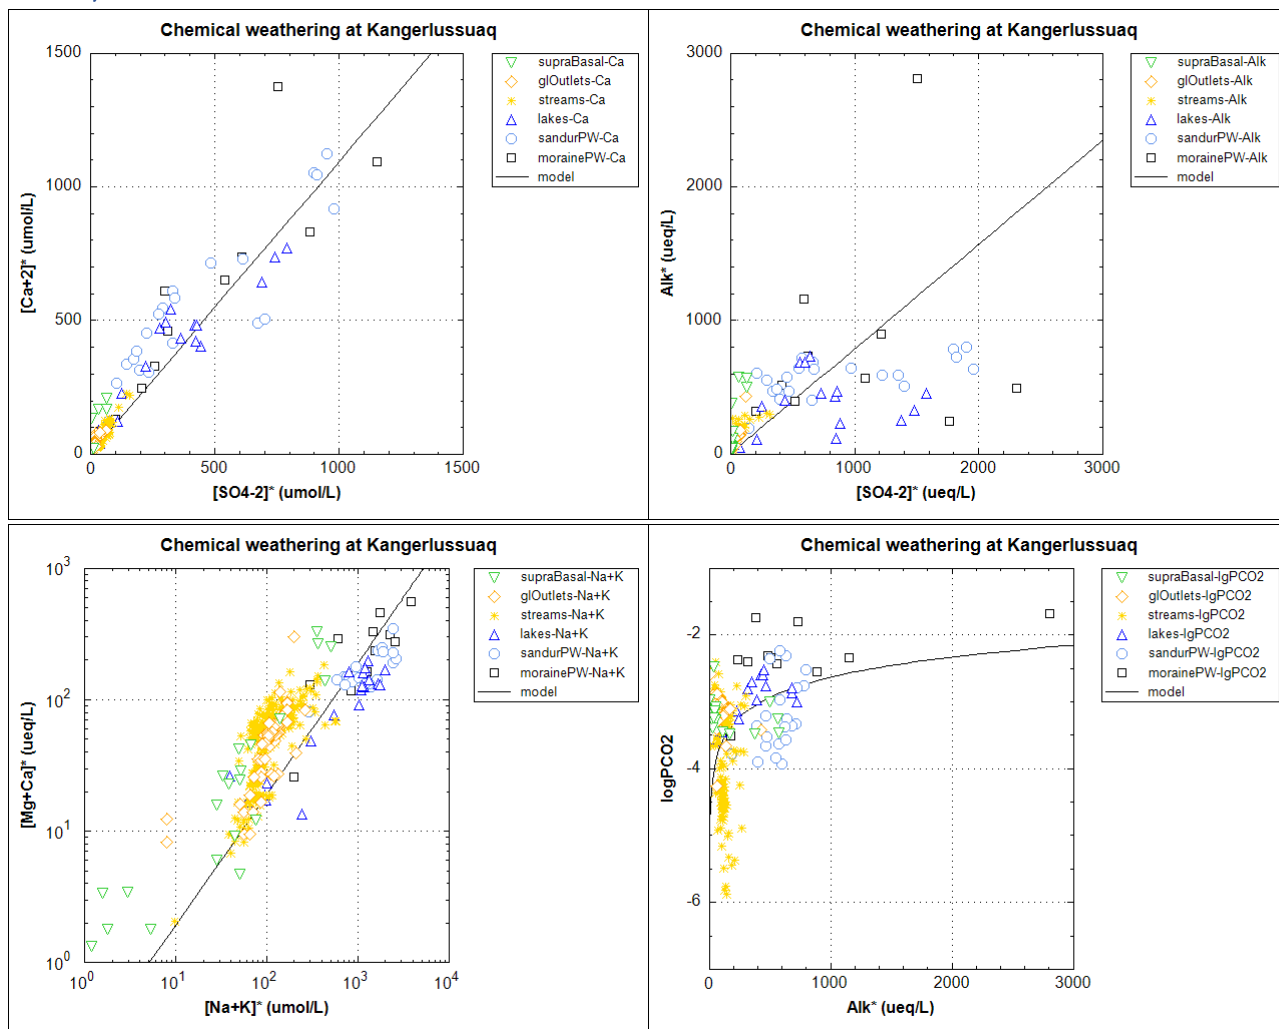 Chemical weathering at Kangerlussuaq
1500
1000
500
0
0
500
1000
1500
[Ca+2]* (umol/L)
[SO4-2]* (umol/L)
supraBasal-Ca
glOutlets-Ca
streams-Ca
lakes-Ca
sandurPW-Ca
morainePW-Ca
model
Chemical weathering at Kangerlussuaq
3000
2000
1000
0
0
1000
2000
3000
Alk* (ueq/L)
[SO4-2]* (ueq/L)
supraBasal-Alk
glOutlets-Alk
streams-Alk
lakes-Alk
sandurPW-Alk
morainePW-Alk
model
Chemical weathering at Kangerlussuaq
10^3
10^2
10^1
10^0
10^0
10^1
10^2
10^3
10^4
[Mg+Ca]* (ueq/L)
[Na+K]* (umol/L)
supraBasal-Na+K
glOutlets-Na+K
streams-Na+K
lakes-Na+K
sandurPW-Na+K
morainePW-Na+K
model
Chemical weathering at Kangerlussuaq
-2
-4
-6
0
1000
2000
3000
logPCO2
Alk* (ueq/L)
supraBasal-lgPCO2
glOutlets-lgPCO2
streams-lgPCO2
lakes-lgPCO2
sandurPW-lgPCO2
morainePW-lgPCO2
model